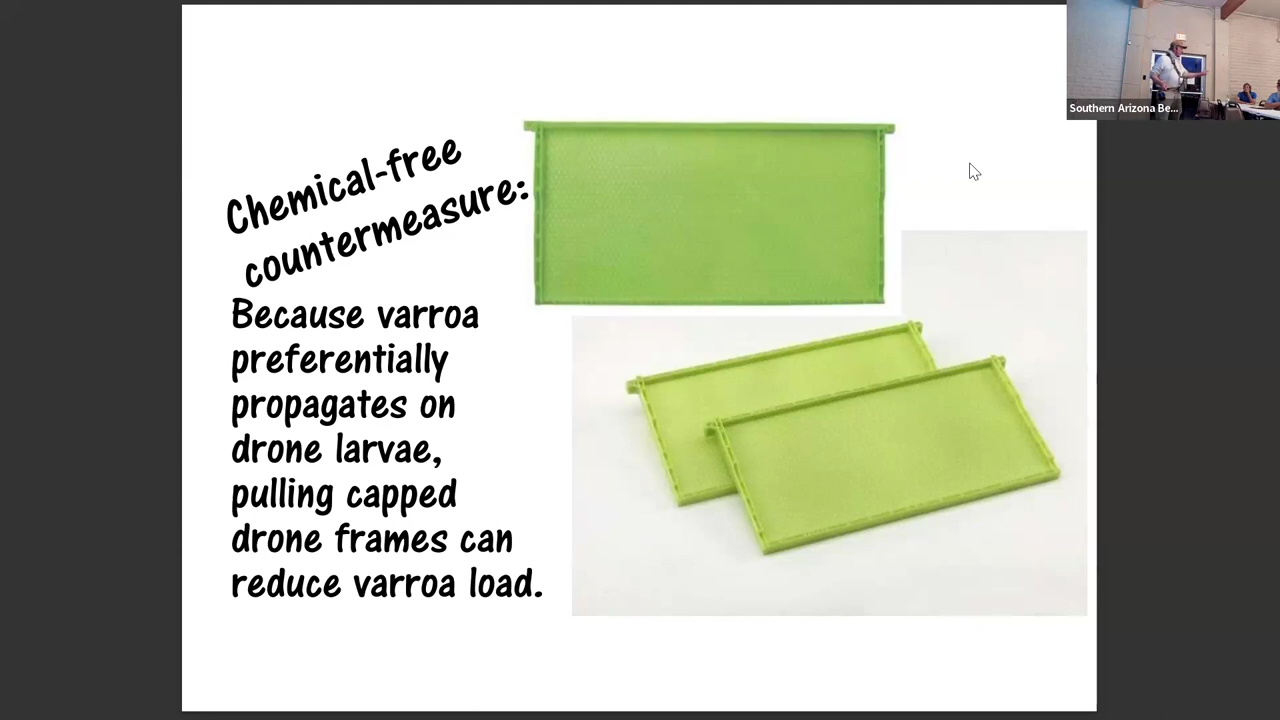 Chemical-free
countermeasure:
Because varroa
preferentially
propagates on
drone larvae,
pulling capped
drone frames can
reduce varroa load.
Southern Arizona Be...